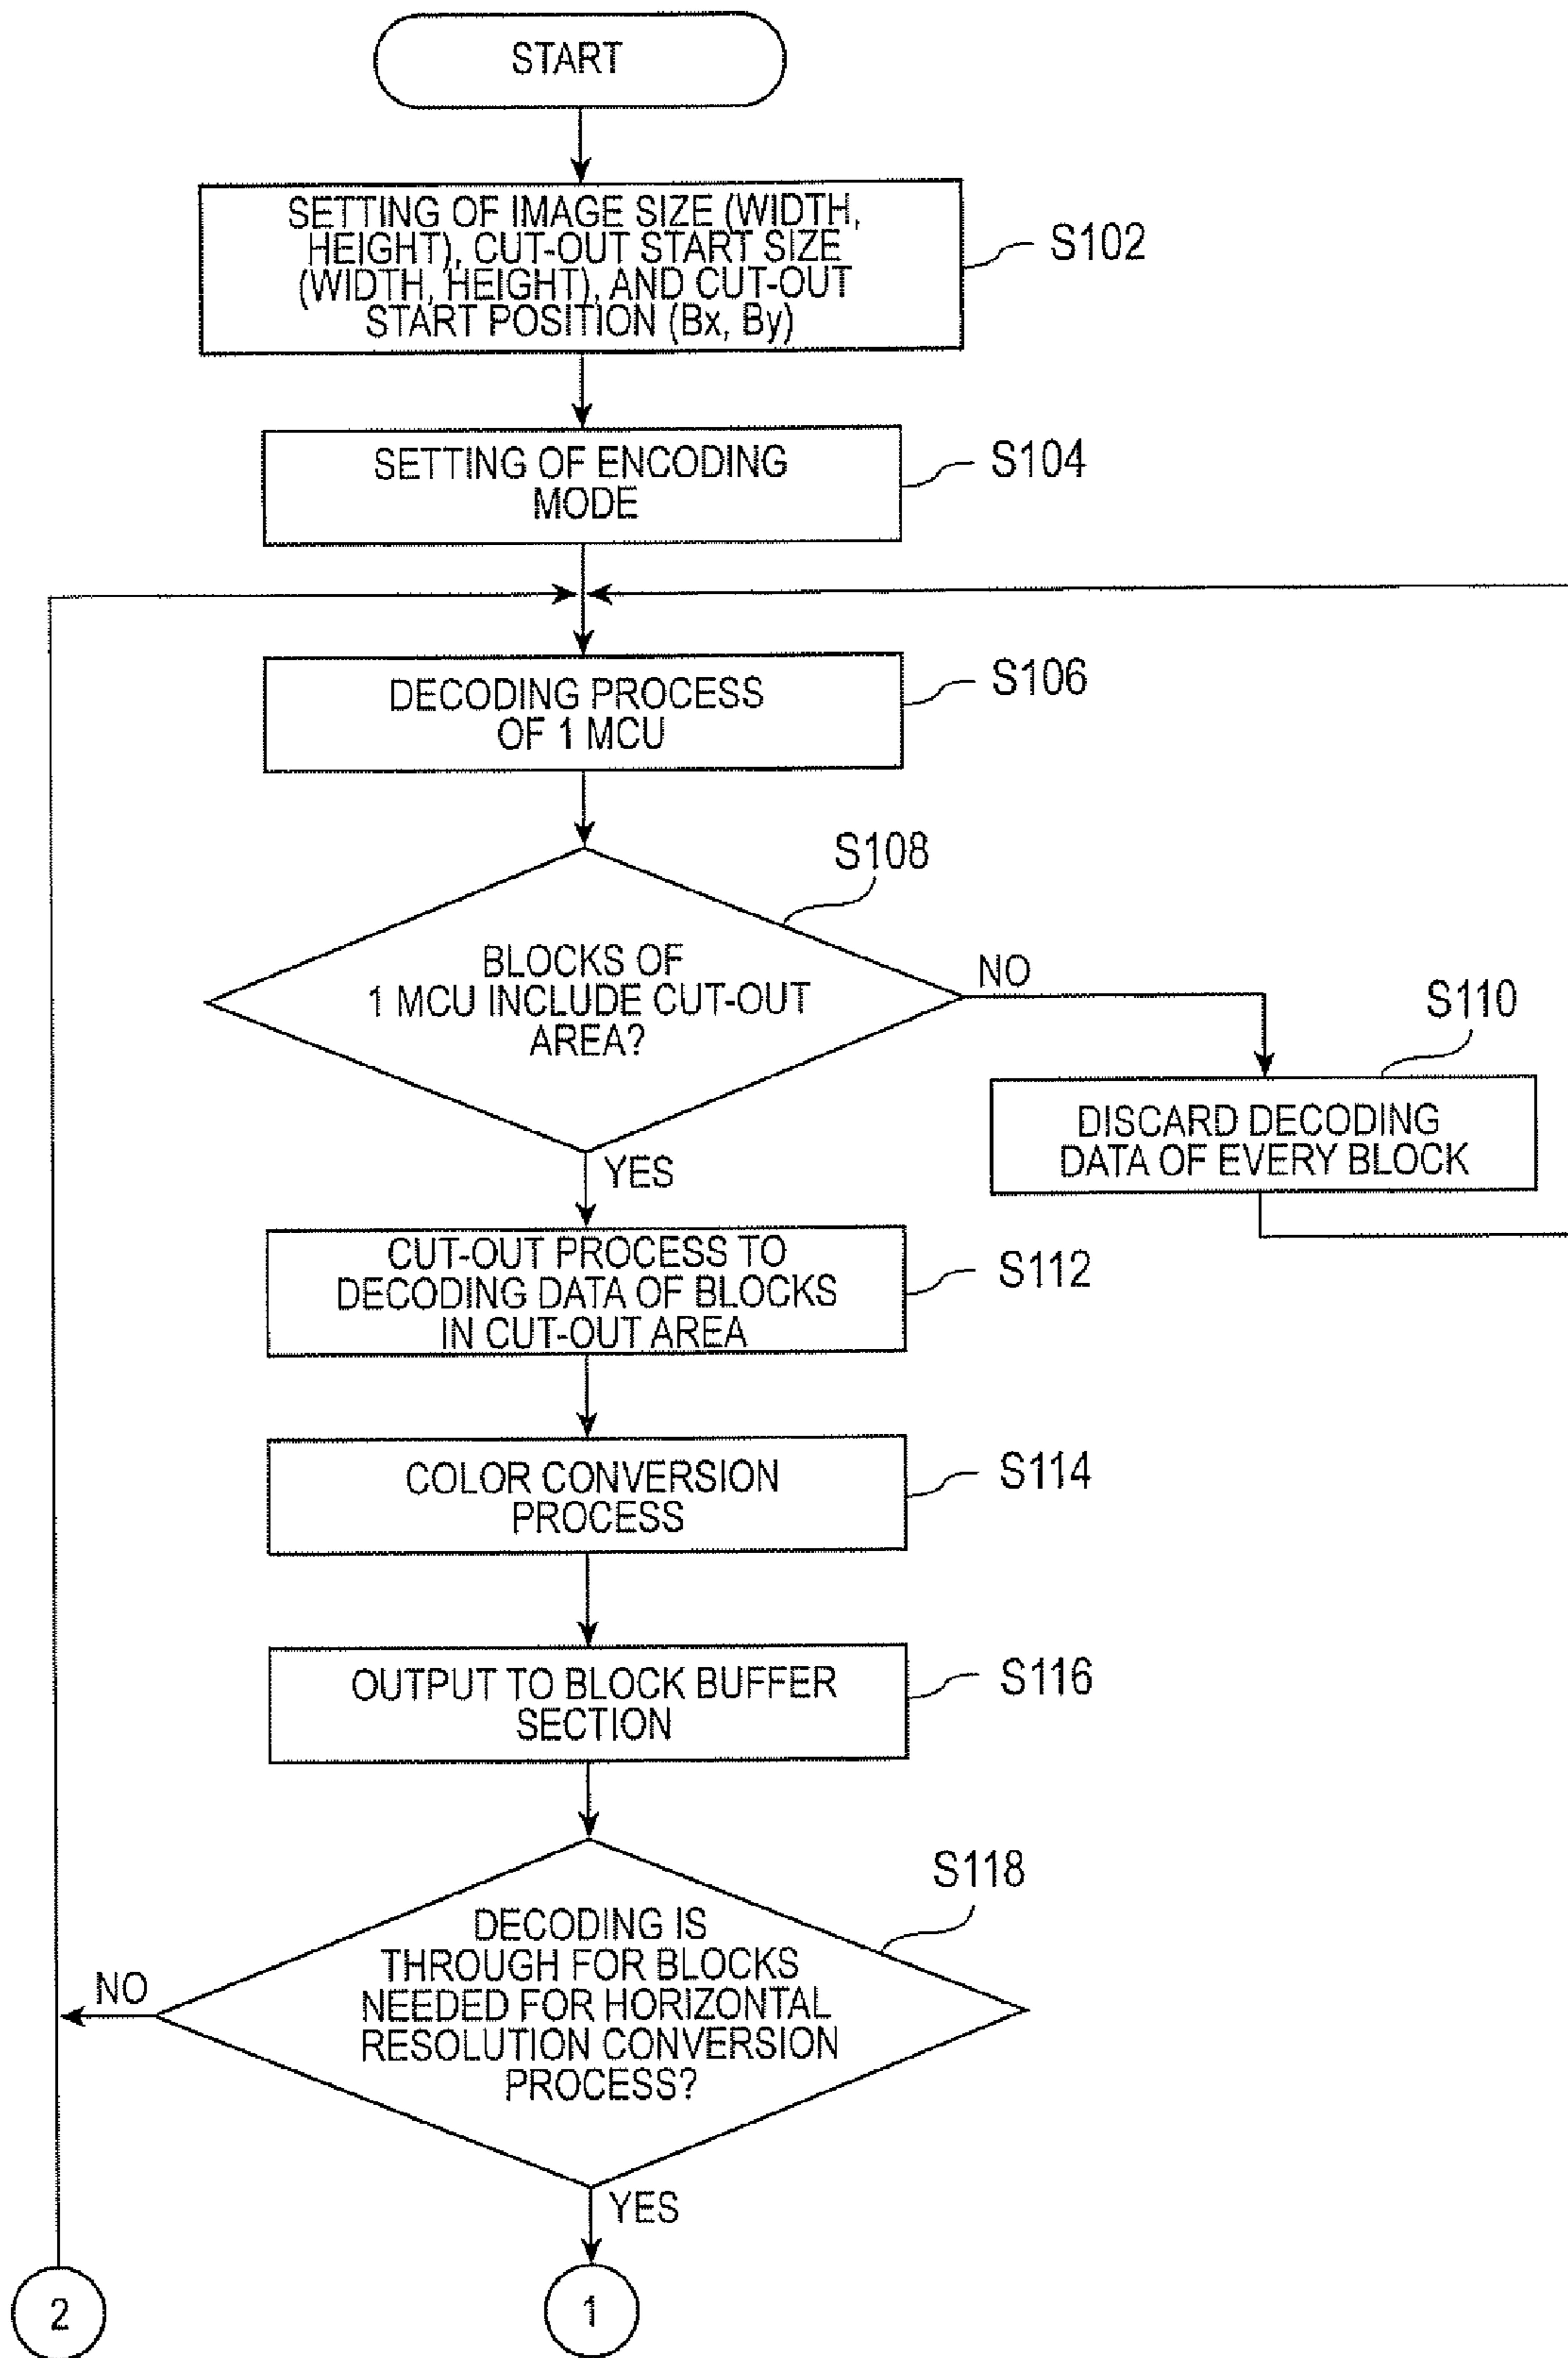 START
SETTING OF IMAGE SIZE (WIDTH,
HEIGHT), CUT-OUT START SIZE
(WIDTH, HEIGHT), AND CUT-OUT
START POSITION (Bx, By)
S102
SETTING OF ENCODING
MODE
S104
DECODING PROCESS
OF 1 MCU
S106
S108
BLOCKS OF
1 MCU INCLUDE CUT-OUT
AREA?
NO
S110
DISCARD DECODING
DATA OF EVERY BLOCK
YES
CUT-OUT PROCESS TO
DECODING DATA OF BLOCKS
IN CUT-OUT AREA
S112
COLOR CONVERSION
PROCESS
S114
OUTPUT TO BLOCK BUFFER
SECTION
S116
S118
DECODING IS
THROUGH FOR BLOCKS
NEEDED FOR HORIZONTAL
RESOLUTION CONVERSION
PROCESS?
NO
YES
2
1